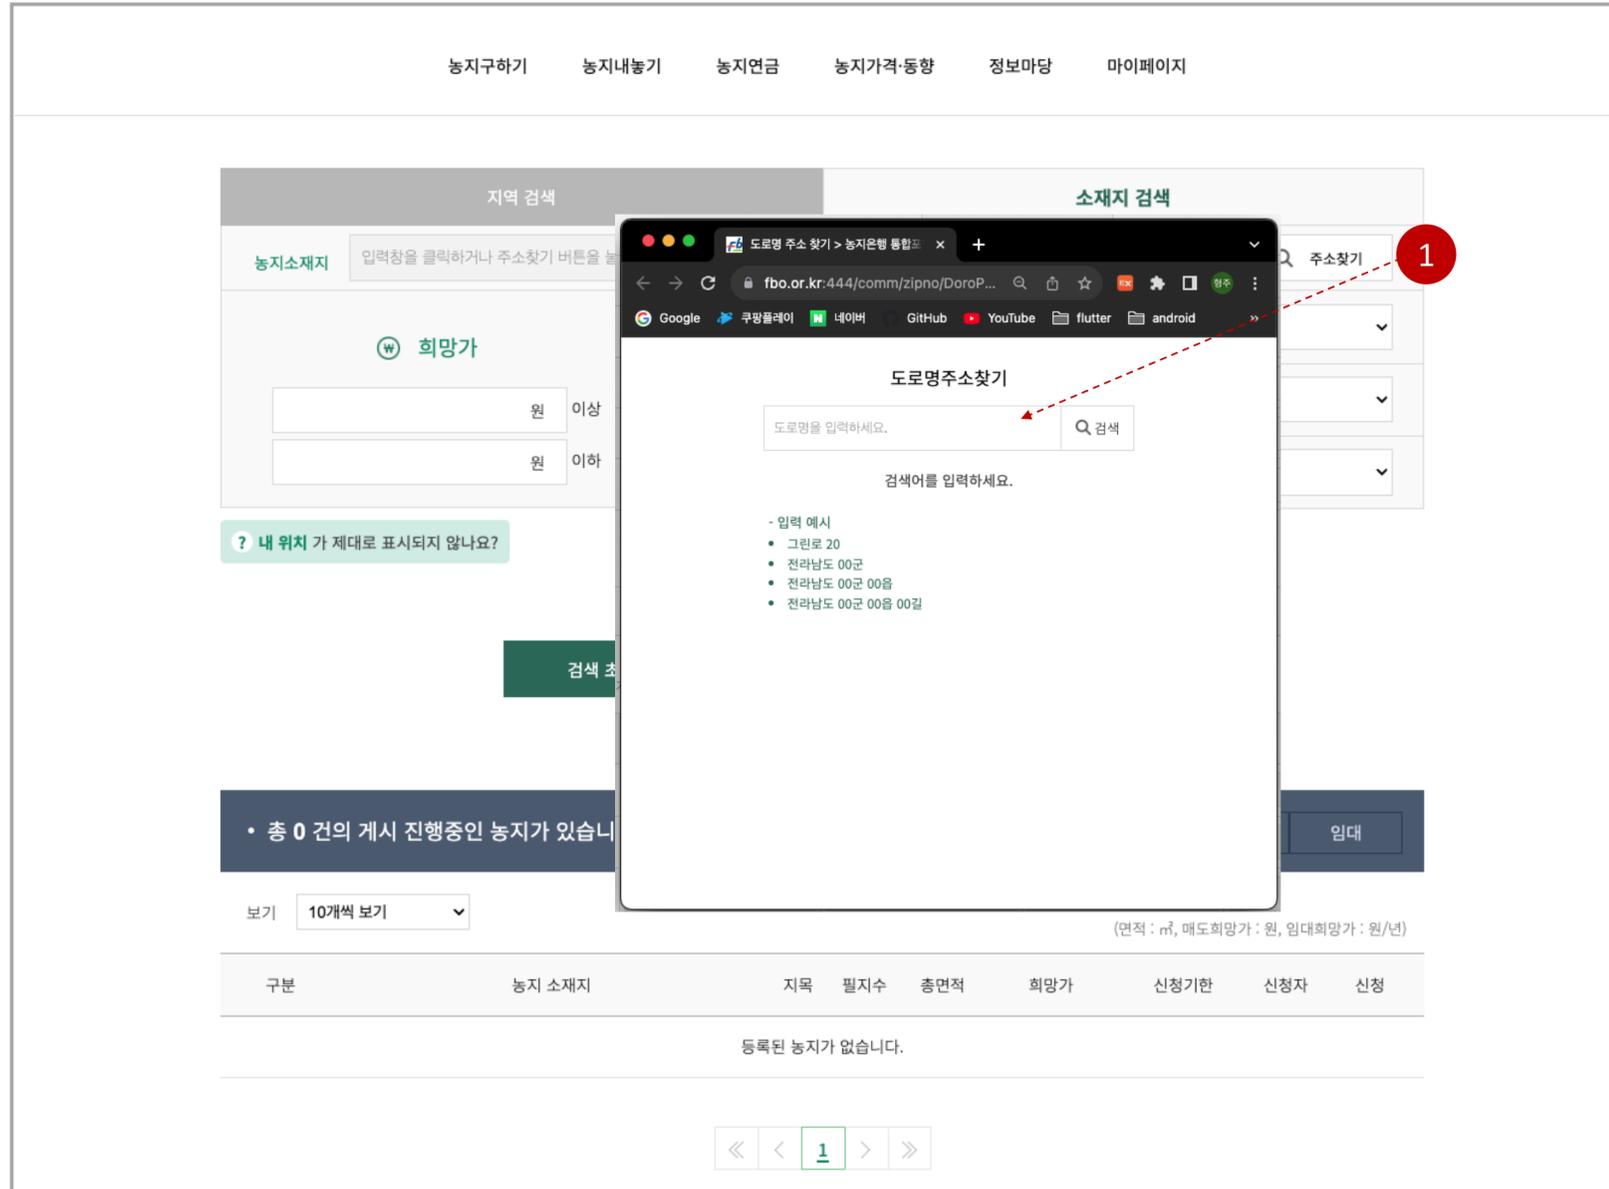 농지구하기 농지내놓기 농지연금 농지가격·동향 정보마당 마이페이지
지역 검색
소재지 검색
농지소재지
입력창을 클릭하거나 주소찾기 버튼을
주소찾기
1
희망가
원 이상
원 이하
? 내 위치 가 제대로 표시되지 않나요?
검색
도로명 주소 찾기 > 농지은행 통합포
fbo.or.kr:444/comm/zipno/DoroP...
형주
Google 쿠팡플레이 네이버 GitHub YouTube flutter android »
도로명주소찾기
도로명을 입력하세요.
검색
검색어를 입력하세요.
- 입력 예시
• 그린로 20
• 전라남도 00군
• 전라남도 00군 00읍
• 전라남도 00군 00읍 00길
• 총 0 건의 게시 진행중인 농지가 있습니
임대
보기 10개씩 보기
(면적 : ㎡, 매도희망가 : 원, 임대희망가 : 원/년)
구분 농지 소재지 지목 필지수 총면적 희망가 신청기한 신청자 신청
등록된 농지가 없습니다.
1